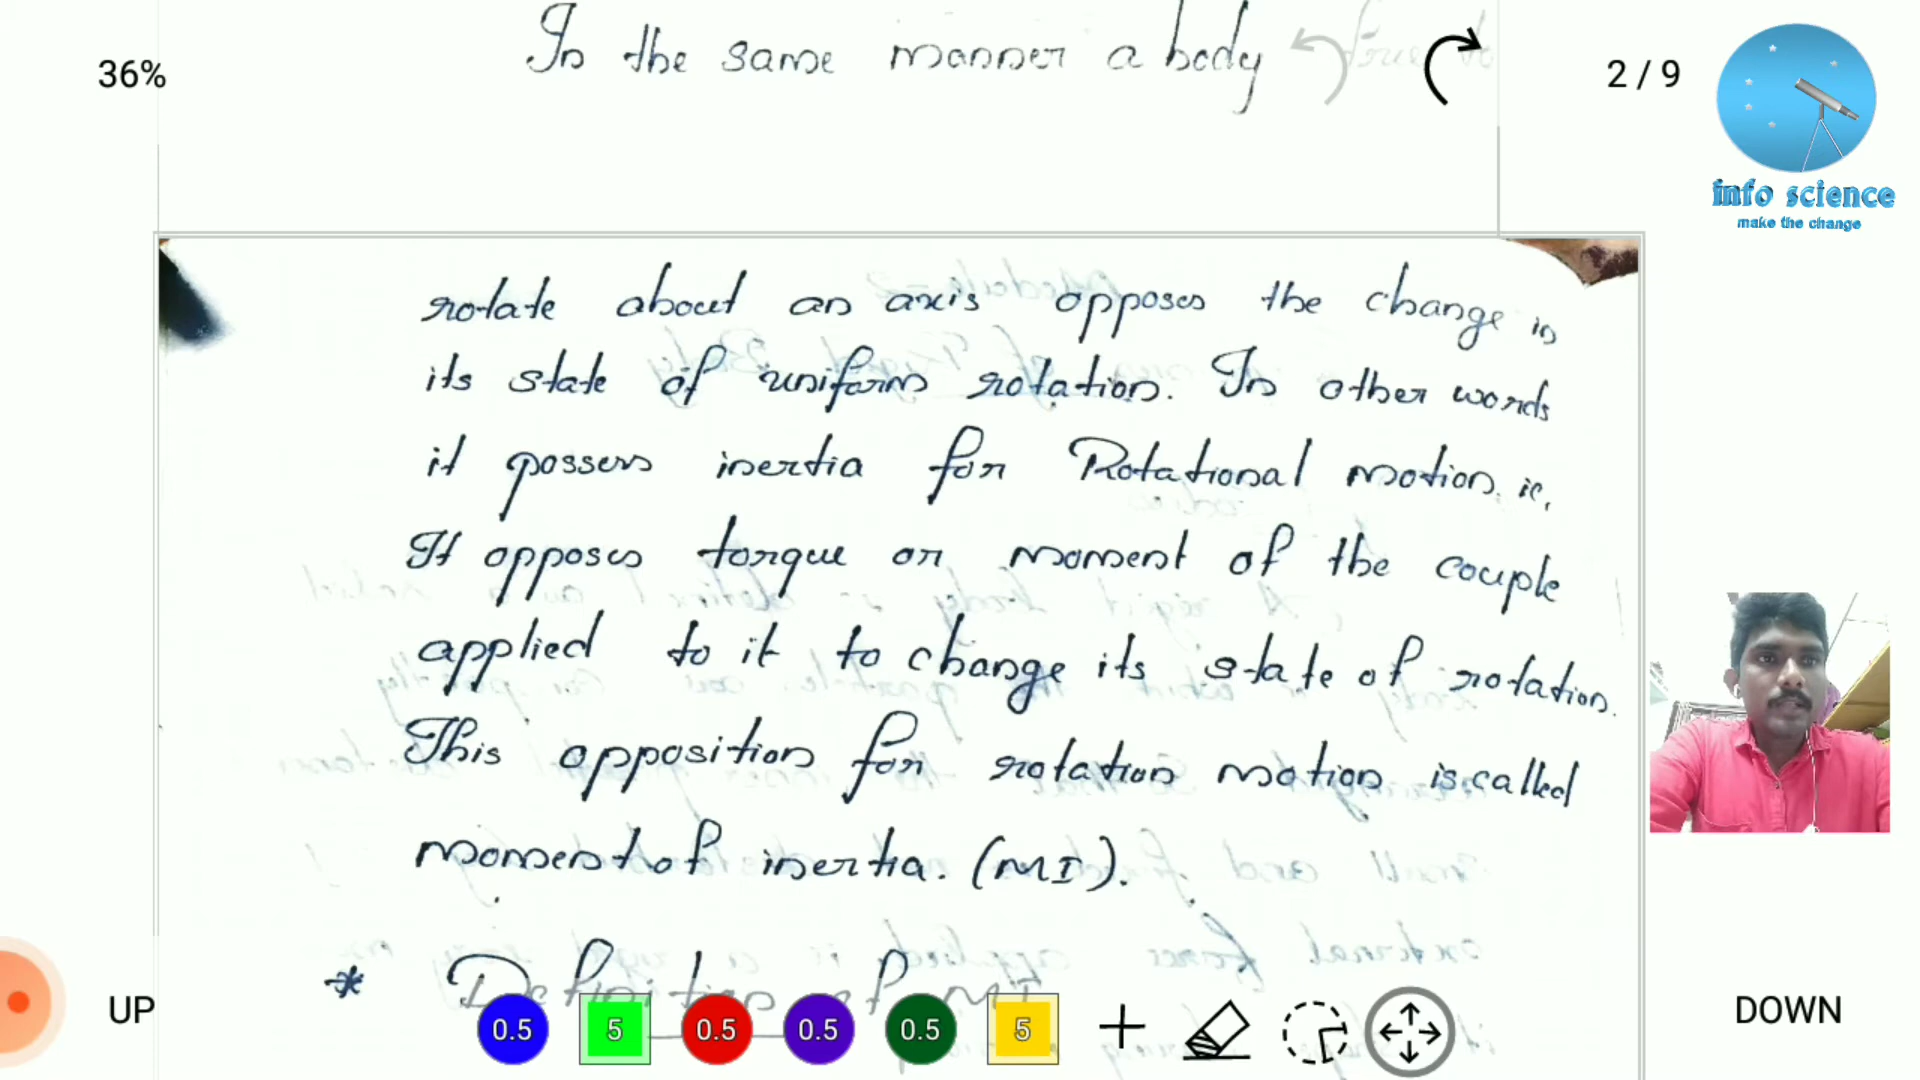 In the same manner a body
36%
2 / 9
info science
make the change
rotate about an axis opposes the change in
its state of uniform rotation. In other words
it possess inertia for Rotational motion. ie,
It opposes torque or moment of the couple
applied to it to change its state of rotation.
This opposition for rotation motion is called
moment of inertia. (MI).
* Definition of MI
UP
0.5 5 0.5 0.5 0.5 5
DOWN